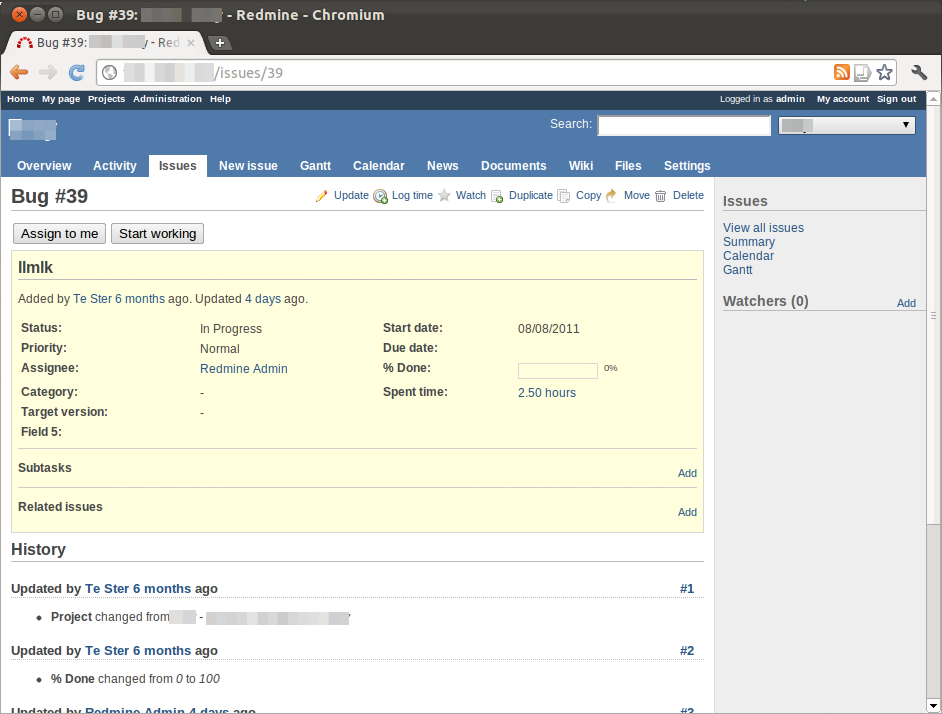 Bug #39: - Redmine - Chromium
Bug #39: - Red
/issues/39
Home My page Projects Administration Help Logged in as admin My account Sign out
Search:
Overview Activity Issues New issue Gantt Calendar News Documents Wiki Files Settings
Bug #39 Update Log time Watch Duplicate Copy Move Delete
Assign to me Start working
llmlk
Added by Te Ster 6 months ago. Updated 4 days ago.
Status: In Progress Start date: 08/08/2011
Priority: Normal Due date:
Assignee: Redmine Admin % Done: 0%
Category: - Spent time: 2.50 hours
Target version: -
Field 5:
Subtasks Add
Related issues Add
History
Updated by Te Ster 6 months ago #1
Project changed from -
Updated by Te Ster 6 months ago #2
% Done changed from 0 to 100
Updated by Redmine Admin 4 days ago #3
Issues
View all issues
Summary
Calendar
Gantt
Watchers (0) Add